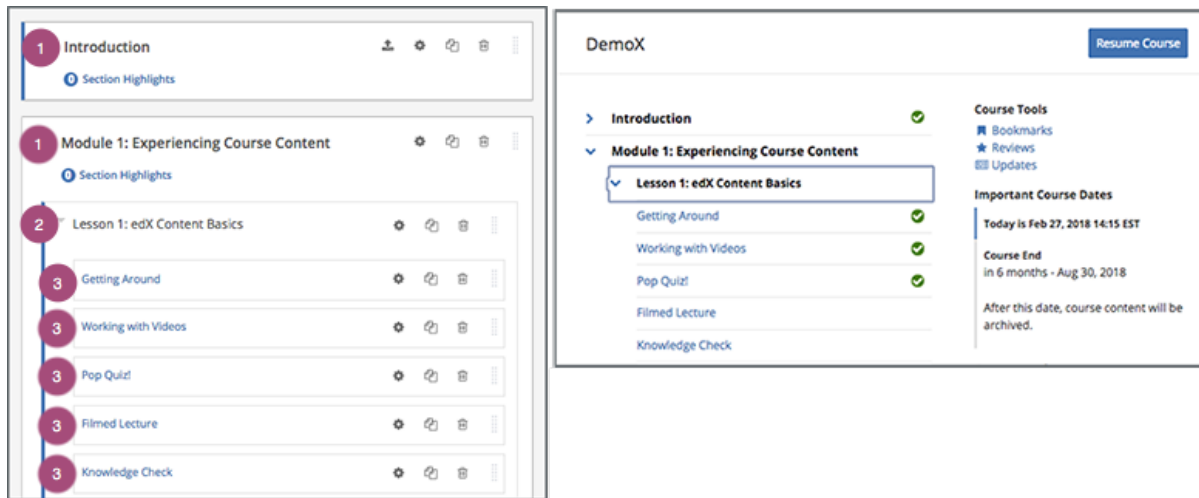 1 Introduction
0 Section Highlights
1 Module 1: Experiencing Course Content
0 Section Highlights
2 Lesson 1: edX Content Basics
3 Getting Around
3 Working with Videos
3 Pop Quiz!
3 Filmed Lecture
3 Knowledge Check
DemoX
Resume Course
Introduction
Module 1: Experiencing Course Content
Lesson 1: edX Content Basics
Getting Around
Working with Videos
Pop Quiz!
Filmed Lecture
Knowledge Check
Course Tools
Bookmarks
Reviews
Updates
Important Course Dates
Today is Feb 27, 2018 14:15 EST
Course End
in 6 months - Aug 30, 2018
After this date, course content will be
archived.